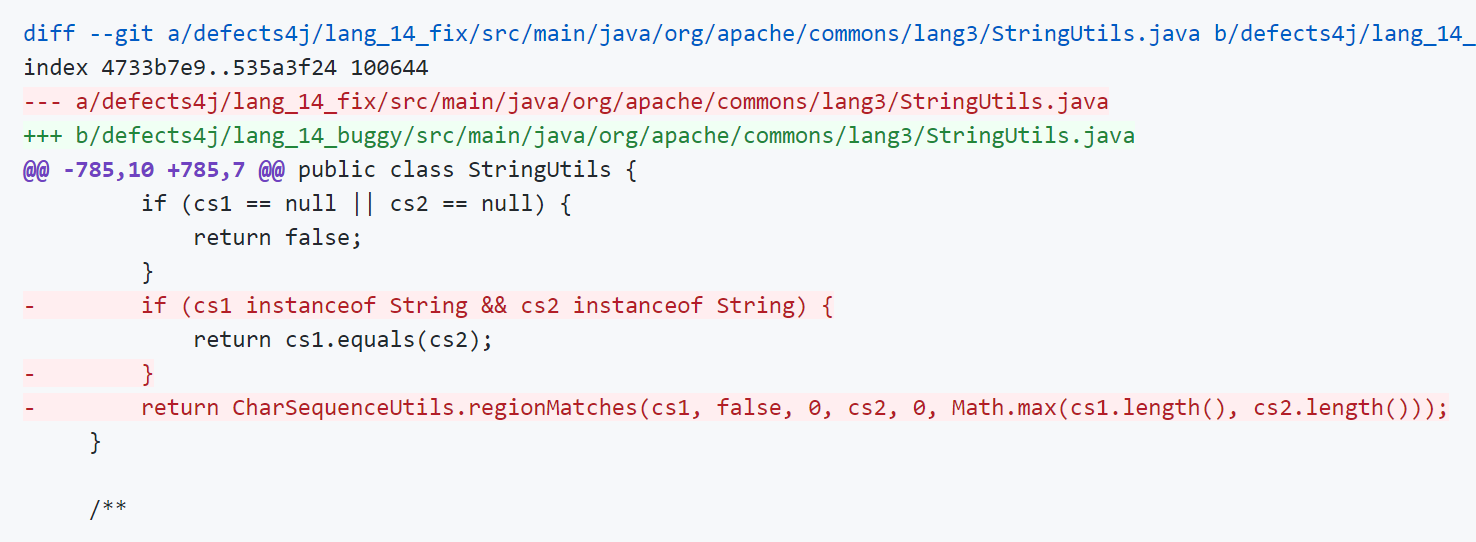 diff --git a/defects4j/lang_14_fix/src/main/java/org/apache/commons/lang3/StringUtils.java b/defects4j/lang_14_
index 4733b7e9..535a3f24 100644
--- a/defects4j/lang_14_fix/src/main/java/org/apache/commons/lang3/StringUtils.java
+++ b/defects4j/lang_14_buggy/src/main/java/org/apache/commons/lang3/StringUtils.java
@@ -785,10 +785,7 @@ public class StringUtils {
         if (cs1 == null || cs2 == null) {
             return false;
         }
-        if (cs1 instanceof String && cs2 instanceof String) {
             return cs1.equals(cs2);
-        }
-        return CharSequenceUtils.regionMatches(cs1, false, 0, cs2, 0, Math.max(cs1.length(), cs2.length()));
     }
     /**